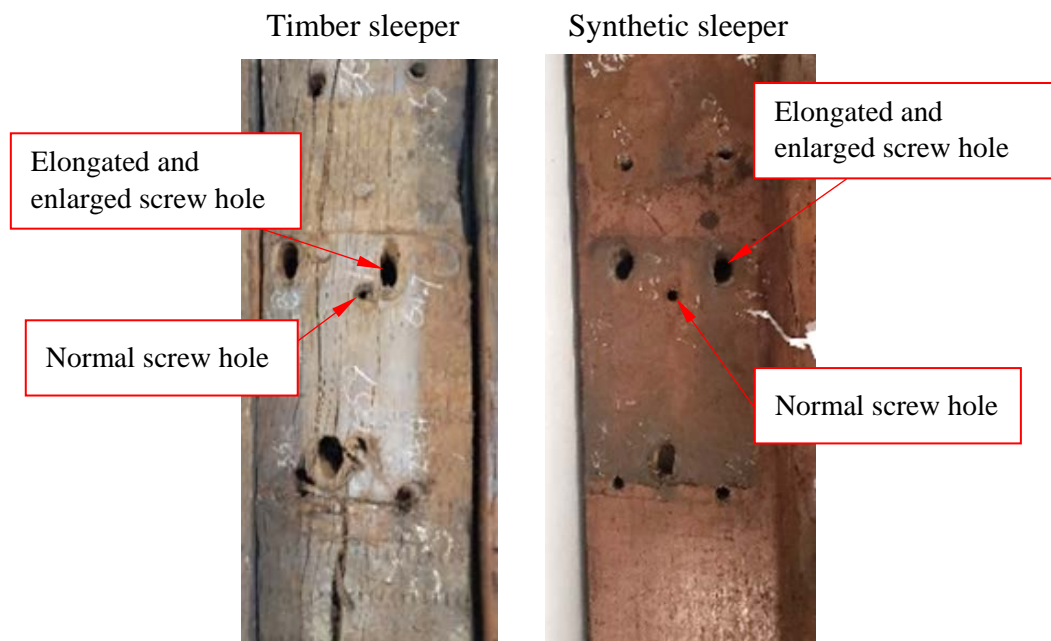 Timber sleeper
Synthetic sleeper
Elongated and
enlarged screw hole
Elongated and
enlarged screw hole
Normal screw hole
Normal screw hole